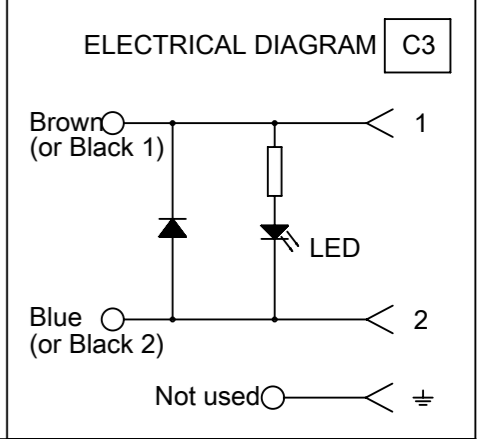 ELECTRICAL DIAGRAM C3
Brown 1
(or Black 1)
LED
Blue 2
(or Black 2)
Not used